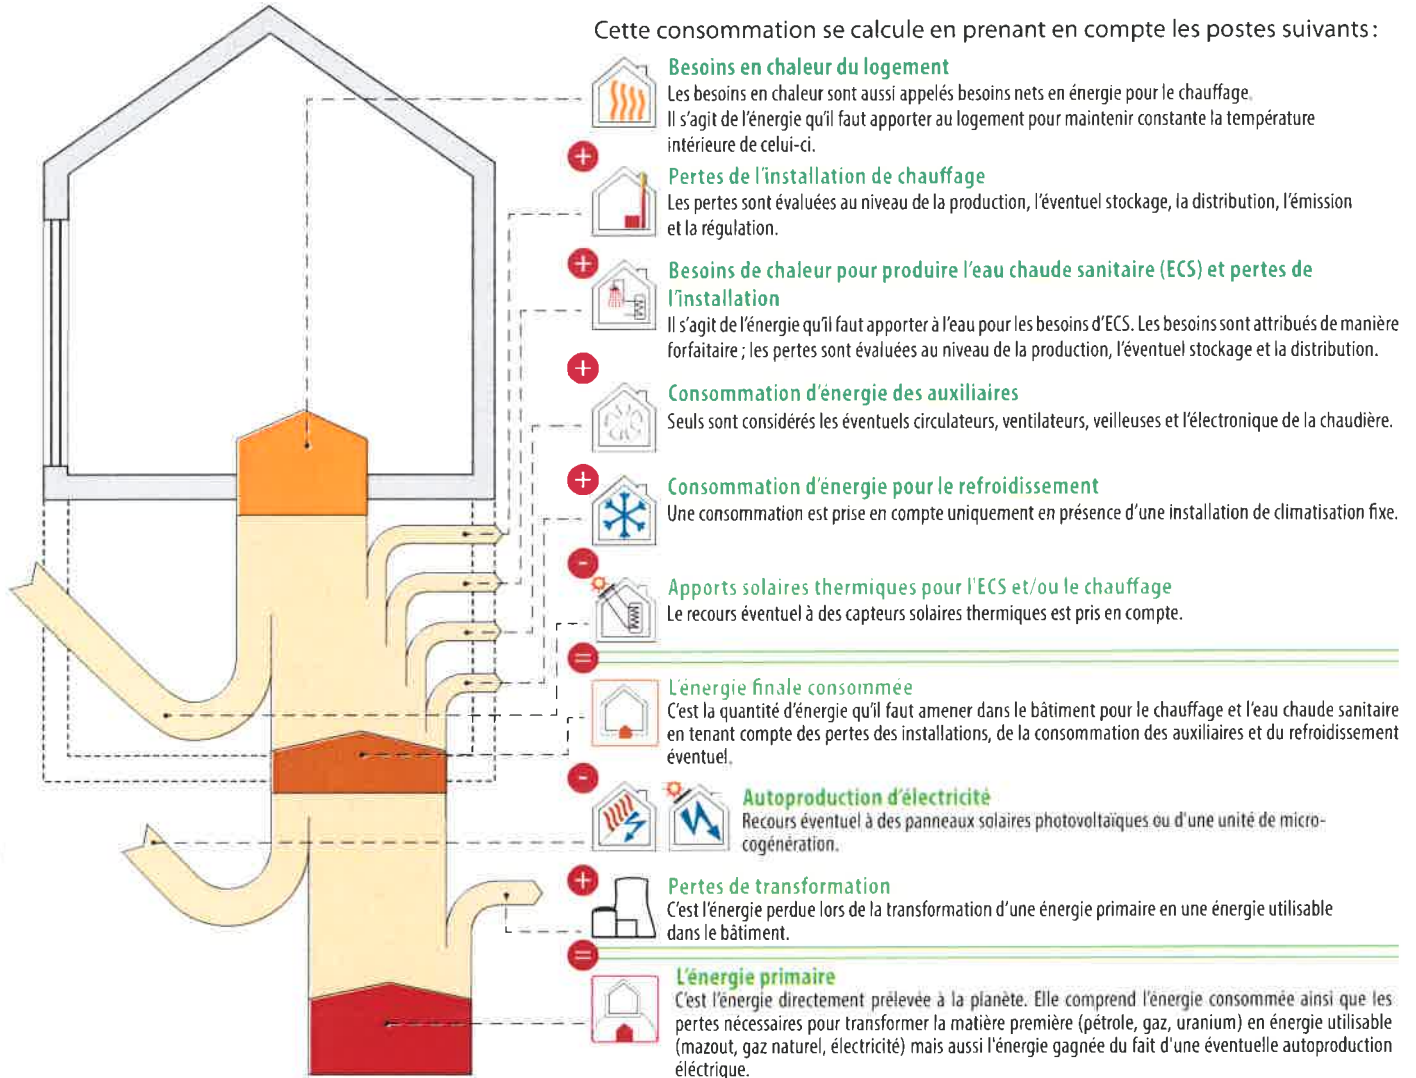 Cette consommation se calcule en prenant en compte les postes suivants :
Besoins en chaleur du logement
Les besoins en chaleur sont aussi appelés besoins nets en énergie pour le chauffage.
Il s'agit de l'énergie qu'il faut apporter au logement pour maintenir constante la température
intérieure de celui-ci.
+
Pertes de l'installation de chauffage
Les pertes sont évaluées au niveau de la production, l'éventuel stockage, la distribution, l'émission
et la régulation.
+
Besoins de chaleur pour produire l'eau chaude sanitaire (ECS) et pertes de
l'installation
Il s'agit de l'énergie qu'il faut apporter à l'eau pour les besoins d'ECS. Les besoins sont attribués de manière
forfaitaire ; les pertes sont évaluées au niveau de la production, l'éventuel stockage et la distribution.
+
Consommation d'énergie des auxiliaires
Seuls sont considérés les éventuels circulateurs, ventilateurs, veilleuses et l'électronique de la chaudière.
+
Consommation d'énergie pour le refroidissement
Une consommation est prise en compte uniquement en présence d'une installation de climatisation fixe.
-
Apports solaires thermiques pour l'ECS et/ou le chauffage
Le recours éventuel à des capteurs solaires thermiques est pris en compte.
=
L'énergie finale consommée
C'est la quantité d'énergie qu'il faut amener dans le bâtiment pour le chauffage et l'eau chaude sanitaire
en tenant compte des pertes des installations, de la consommation des auxiliaires et du refroidissement
éventuel.
-
Autoproduction d'électricité
Recours éventuel à des panneaux solaires photovoltaïques ou d'une unité de micro-
cogénération.
+
Pertes de transformation
C'est l'énergie perdue lors de la transformation d'une énergie primaire en une énergie utilisable
dans le bâtiment.
=
L'énergie primaire
C'est l'énergie directement prélevée à la planète. Elle comprend l'énergie consommée ainsi que les
pertes nécessaires pour transformer la matière première (pétrole, gaz, uranium) en énergie utilisable
(mazout, gaz naturel, électricité) mais aussi l'énergie gagnée du fait d'une éventuelle autoproduction
électrique.